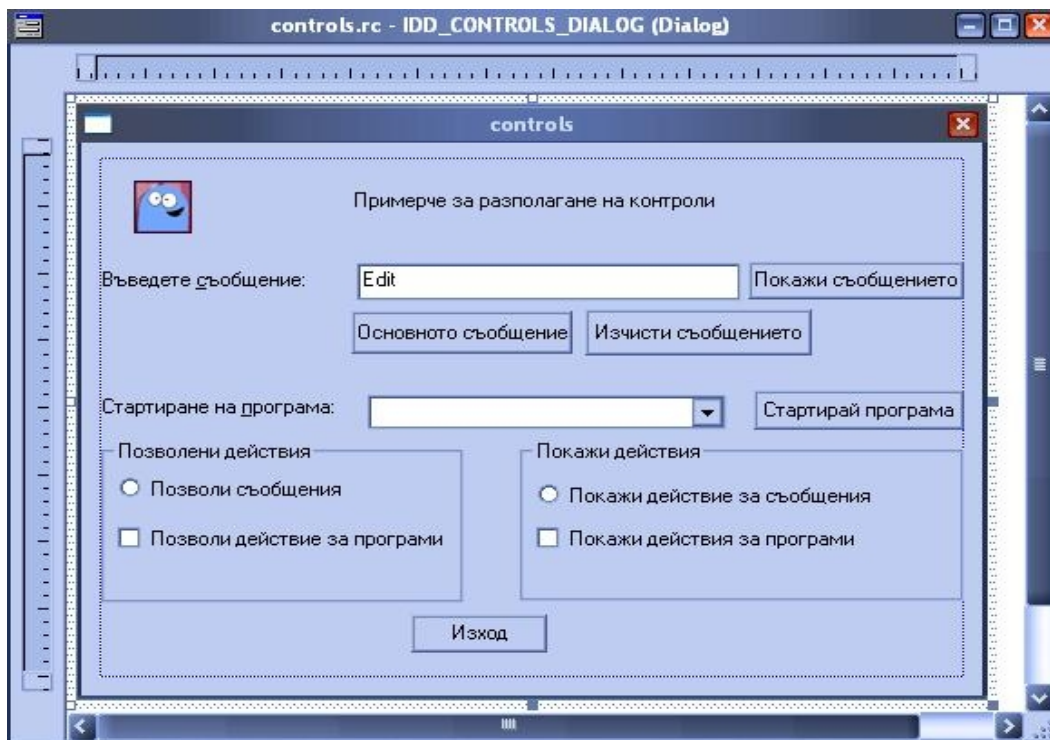 controls.rc - IDD_CONTROLS_DIALOG (Dialog)
controls
Примерче за разполагане на контроли
Въведете съобщение:
Edit
Покажи съобщението
Основното съобщение
Изчисти съобщението
Стартиране на програма:
Стартирай програма
Позволени действия
Покажи действия
Позволи съобщения
Покажи действие за съобщения
Позволи действие за програми
Покажи действия за програми
Изход